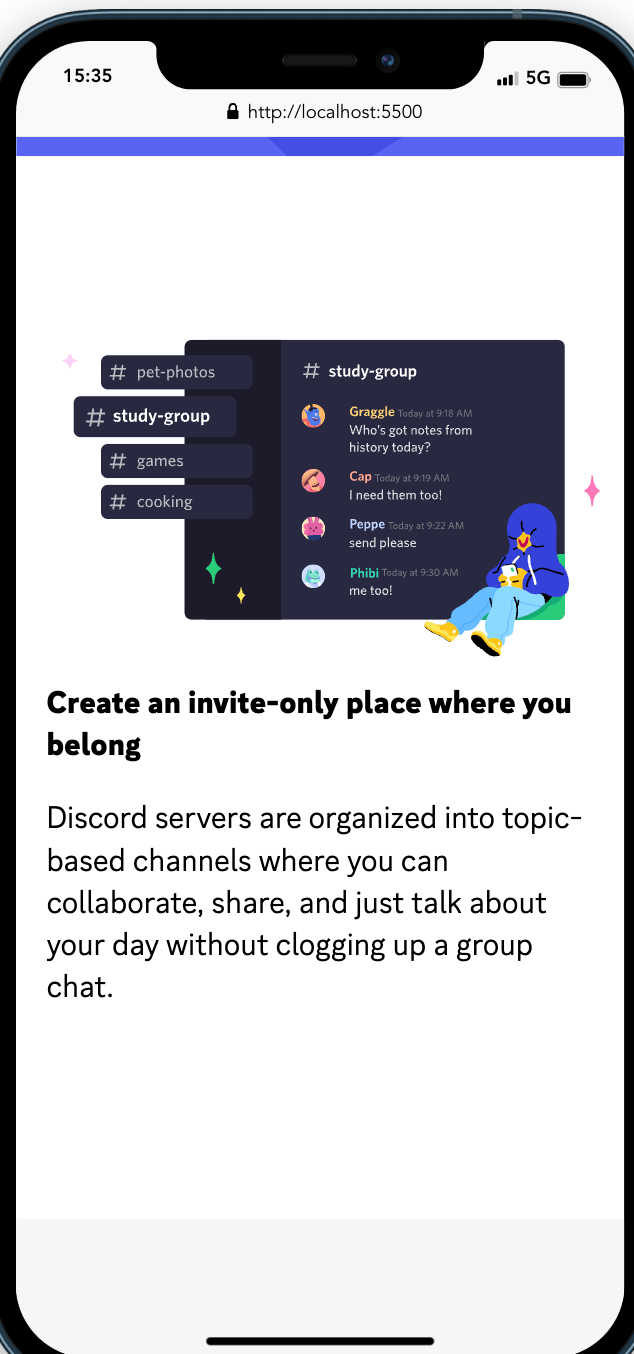 15:35
5G
http://localhost:5500
# pet-photos
# study-group
# games
# cooking
# study-group
Graggle Today at 9:18 AM
Who's got notes from
history today?
Cap Today at 9:19 AM
I need them too!
Peppe Today at 9:22 AM
send please
Phibi Today at 9:30 AM
me too!
Create an invite-only place where you
belong
Discord servers are organized into topic-
based channels where you can
collaborate, share, and just talk about
your day without clogging up a group
chat.